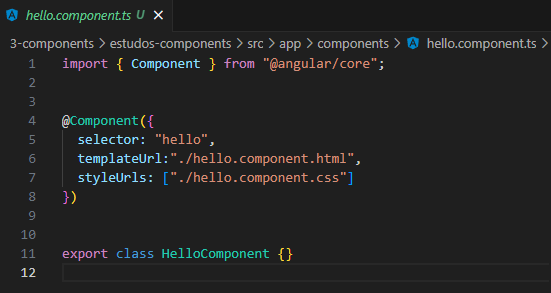 hello.component.ts U ×
3-components > estudos-components > src > app > components > hello.component.ts >
1 import { Component } from "@angular/core";
2
3
4 @Component({
5   selector: "hello",
6   templateUrl:"./hello.component.html",
7   styleUrls: ["./hello.component.css"]
8 })
9
10
11 export class HelloComponent {}
12